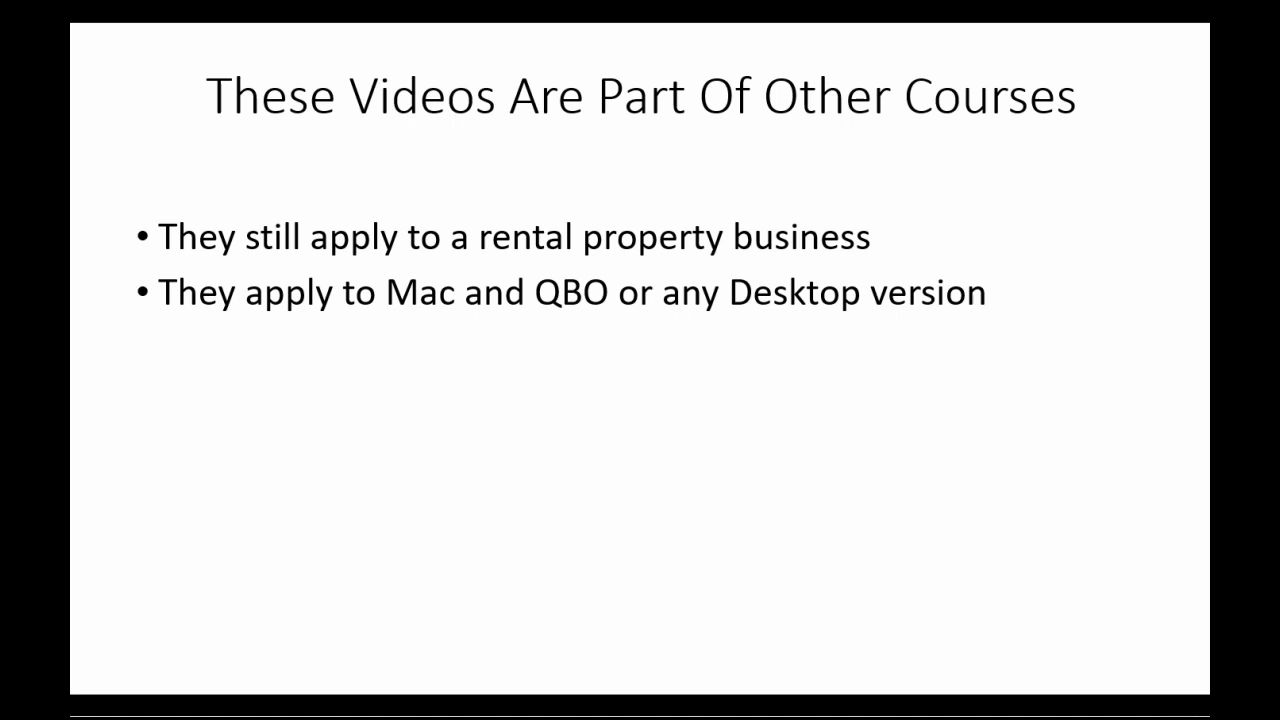 These Videos Are Part Of Other Courses
• They still apply to a rental property business
• They apply to Mac and QBO or any Desktop version